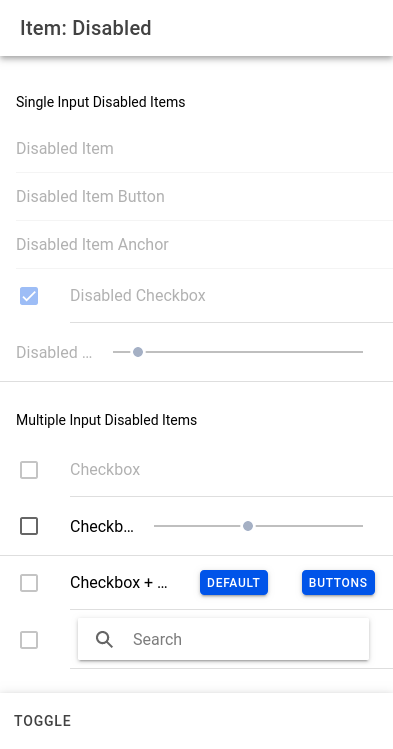 Item: Disabled
Single Input Disabled Items
Disabled Item
Disabled Item Button
Disabled Item Anchor
Disabled Checkbox
Disabled ...
Multiple Input Disabled Items
Checkbox
Checkb...
Checkbox + ... DEFAULT BUTTONS
Search
TOGGLE